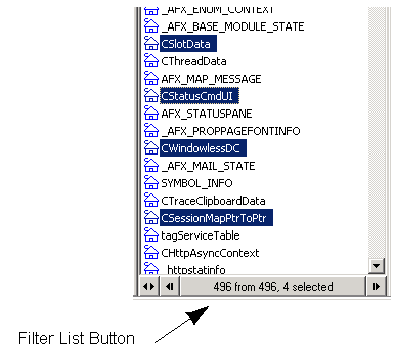 _AFX_ENUM_CONTEXT
_AFX_BASE_MODULE_STATE
CSlotData
CThreadData
AFX_MAP_MESSAGE
CStatusCmdUI
AFX_STATUSPANE
_AFX_PROPPAGEFONTINFO
CWindowlessDC
_AFX_MAIL_STATE
SYMBOL_INFO
CTraceClipboardData
CSessionMapPtrToPtr
tagServiceTable
CHttpAsyncContext
_httpstatinfo
496 from 496, 4 selected
Filter List Button